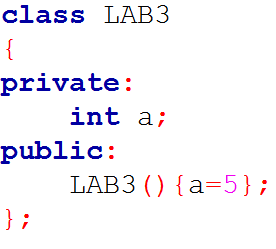 class LAB3
{
private:
    int a;
public:
    LAB3(){a=5};
};